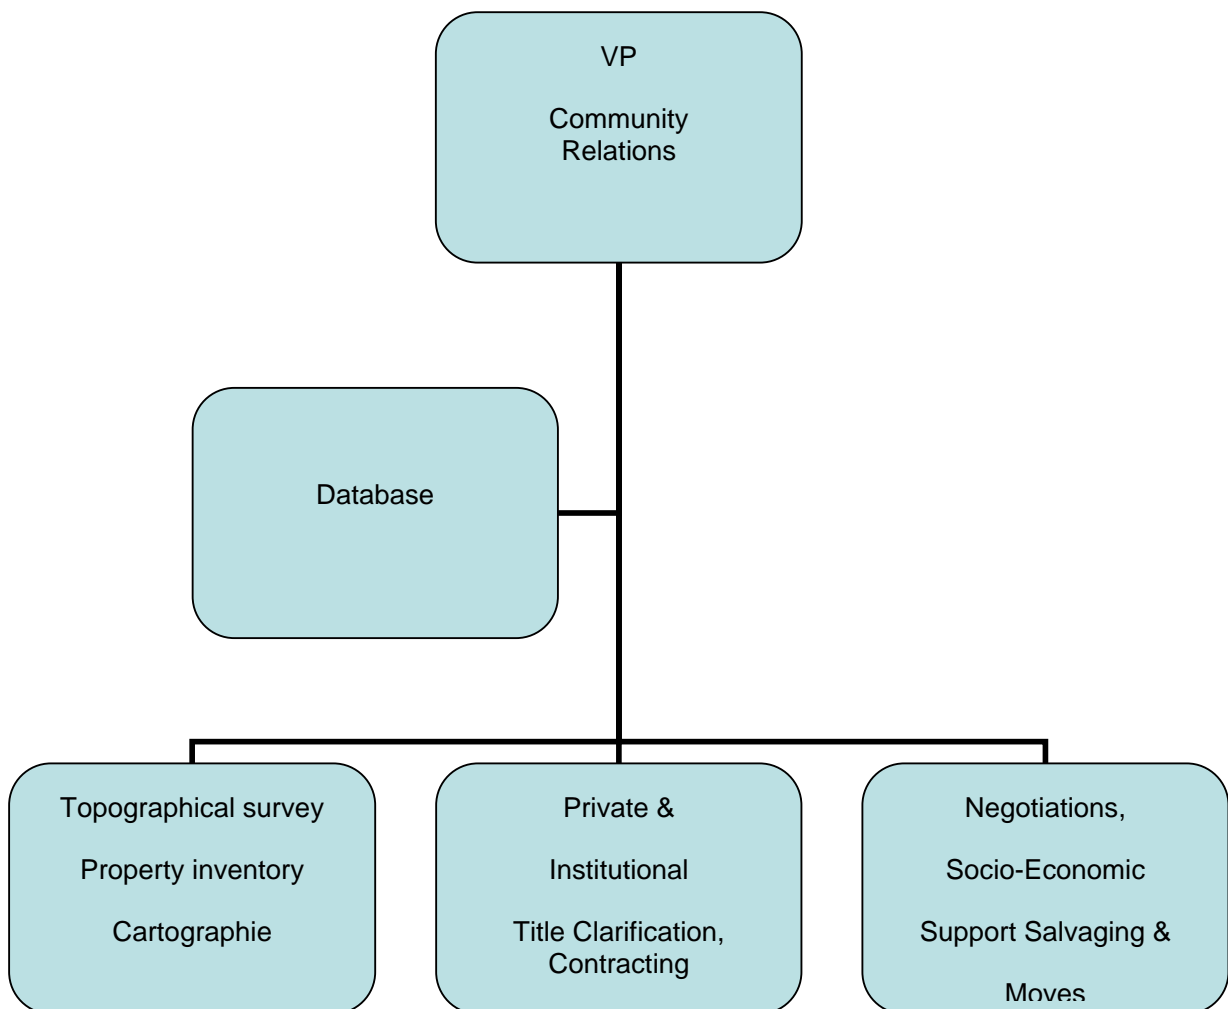 VP
Community
Relations
Database
Topographical survey
Property inventory
Cartographie
Private &
Institutional
Title Clarification,
Contracting
Negotiations,
Socio-Economic
Support Salvaging &
Moves